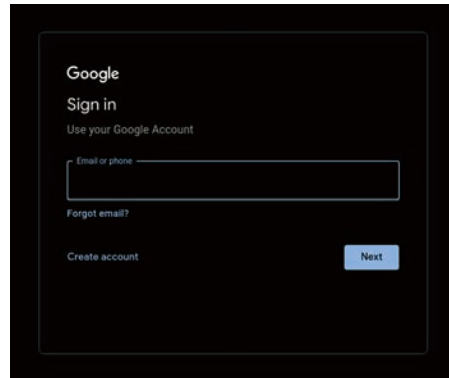 Google
Sign in
Use your Google Account
Email or phone
Forgot email?
Create account
Next